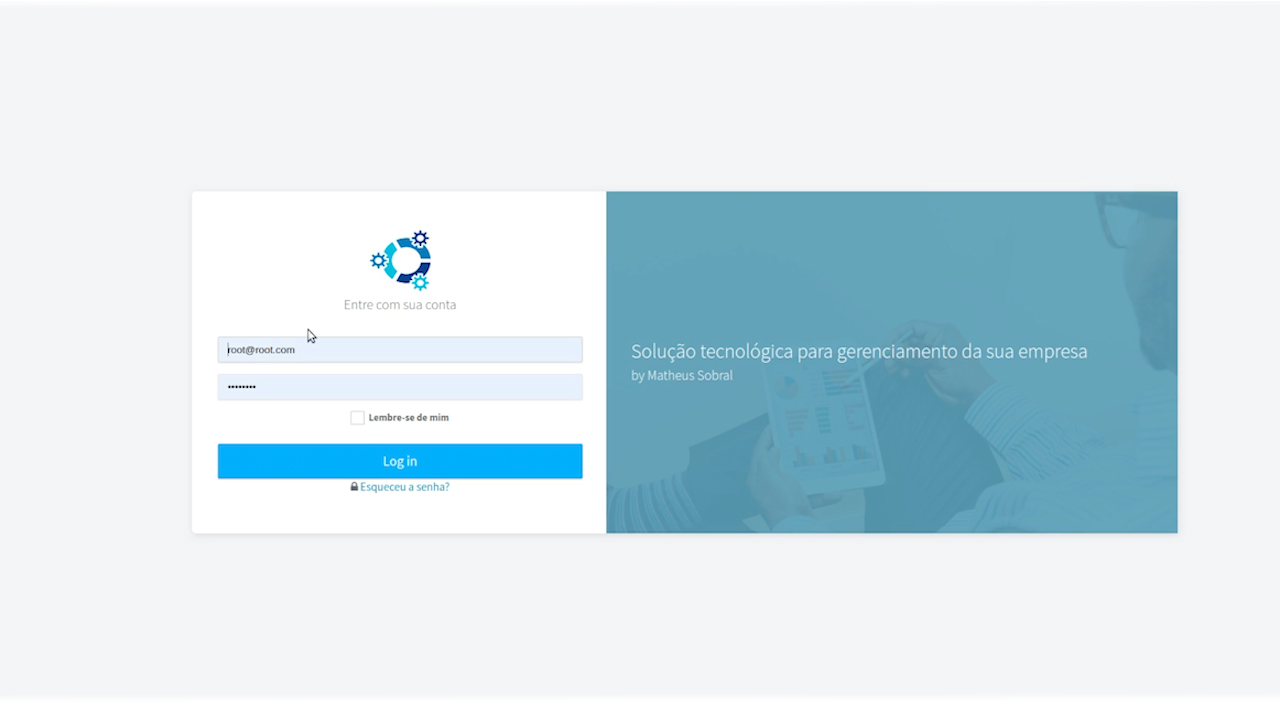 Entre com sua conta
root@root.com
••••••••
Lembre-se de mim
Log in
Esqueceu a senha?
Solução tecnológica para gerenciamento da sua empresa
by Matheus Sobral